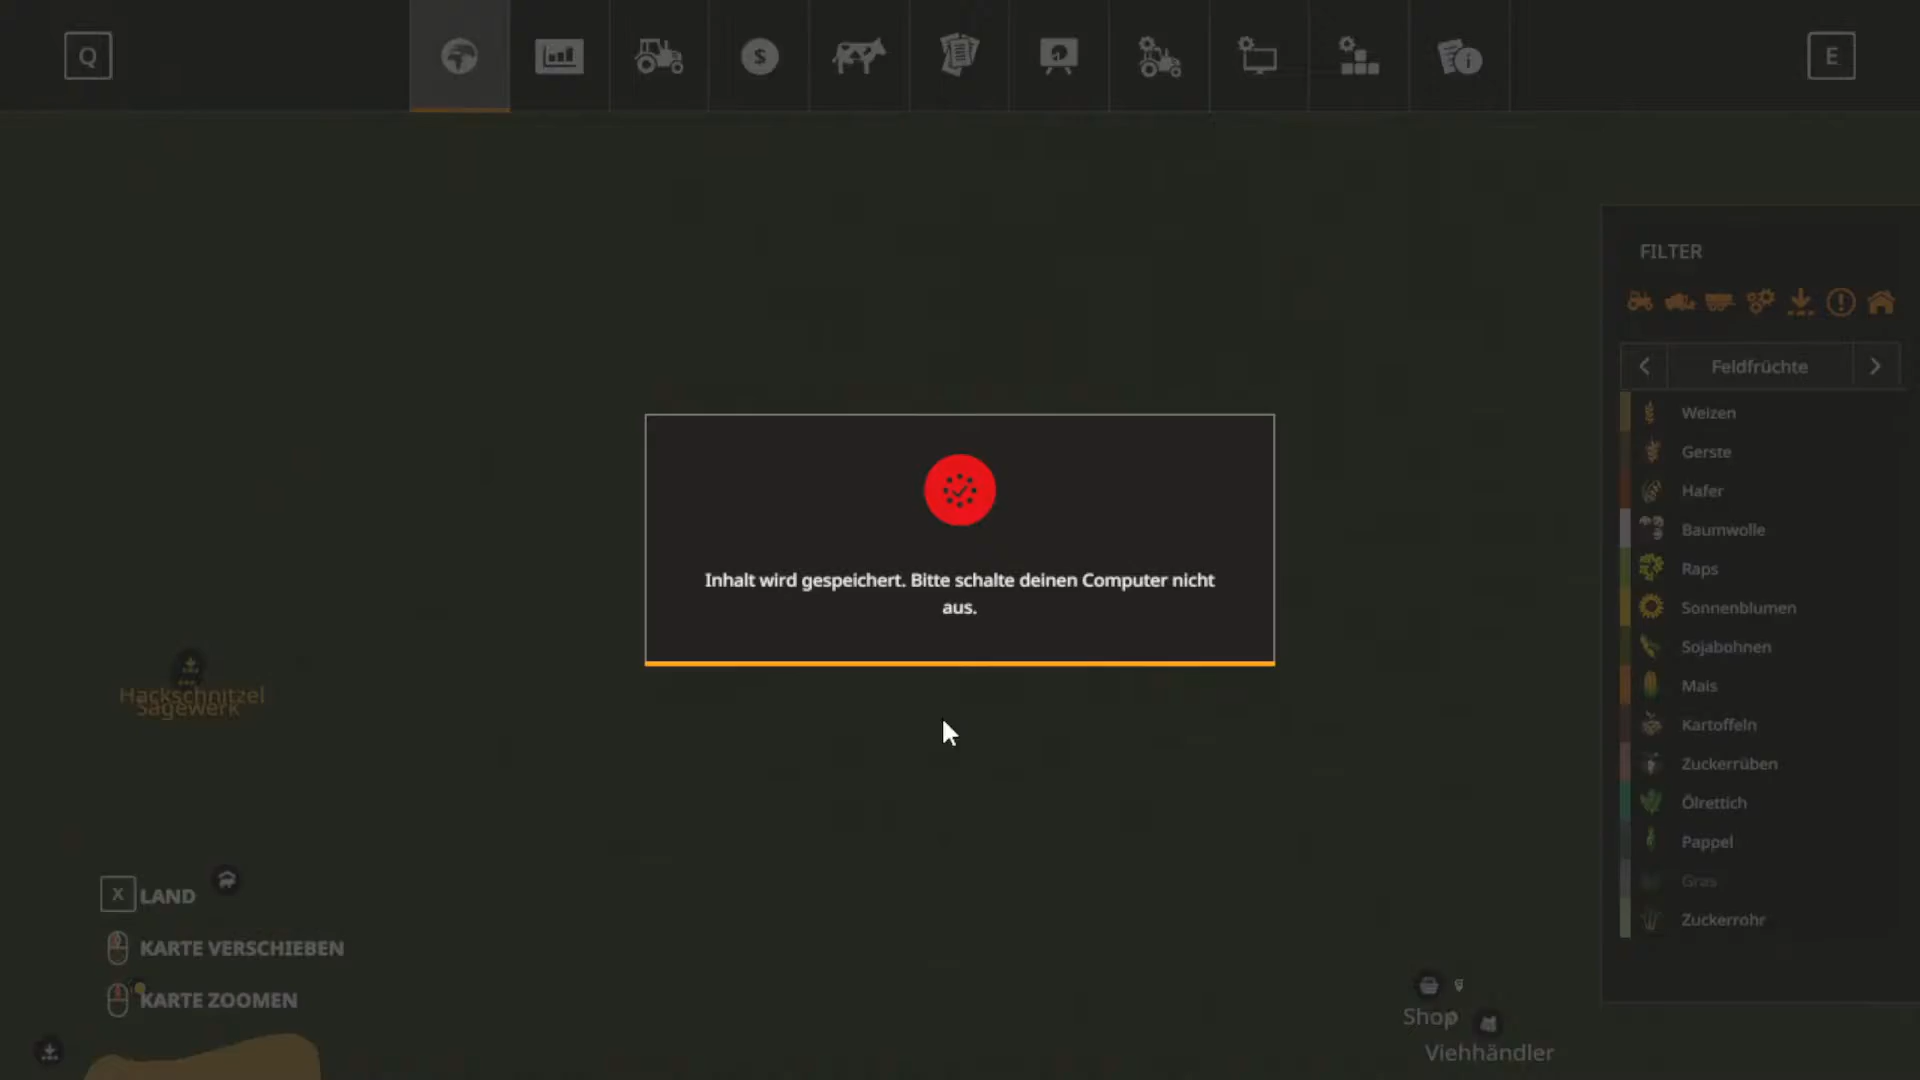 Q
$
E
FILTER
Feldfrüchte
Weizen
Gerste
Hafer
Baumwolle
Raps
Sonnenblumen
Sojabohnen
Mais
Kartoffeln
Zuckerrüben
Ölrettich
Pappel
Gras
Zuckerrohr
Inhalt wird gespeichert. Bitte schalte deinen Computer nicht
aus.
Hackschnitzel
Sägewerk
X LAND
KARTE VERSCHIEBEN
KARTE ZOOMEN
Shop
Viehhändler